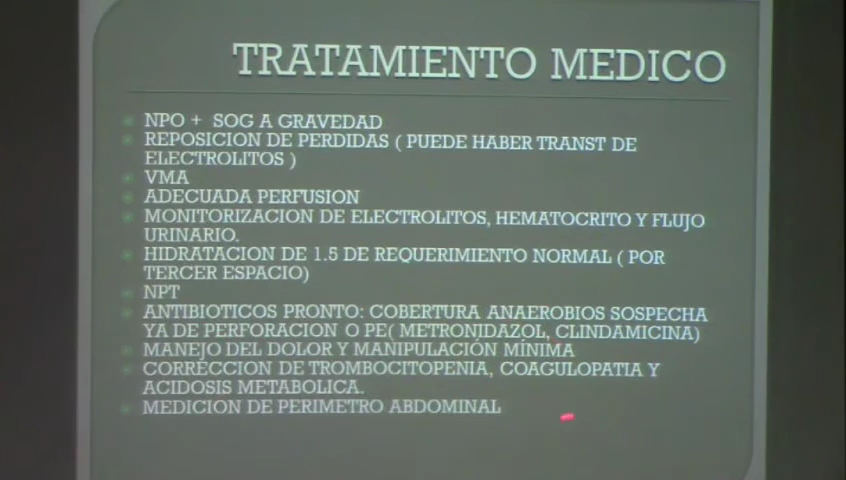 TRATAMIENTO MEDICO
NPO + SOG A GRAVEDAD
REPOSICION DE PERDIDAS ( PUEDE HABER TRANST DE
ELECTROLITOS )
VMA
ADECUADA PERFUSION
MONITORIZACION DE ELECTROLITOS, HEMATOCRITO Y FLUJO
URINARIO.
HIDRATACION DE 1.5 DE REQUERIMIENTO NORMAL ( POR
TERCER ESPACIO)
NPT
ANTIBIOTICOS PRONTO: COBERTURA ANAEROBIOS SOSPECHA
YA DE PERFORACION O PE( METRONIDAZOL, CLINDAMICINA)
MANEJO DEL DOLOR Y MANIPULACIÓN MÍNIMA
CORRECCION DE TROMBOCITOPENIA, COAGULOPATIA Y
ACIDOSIS METABOLICA.
MEDICION DE PERIMETRO ABDOMINAL